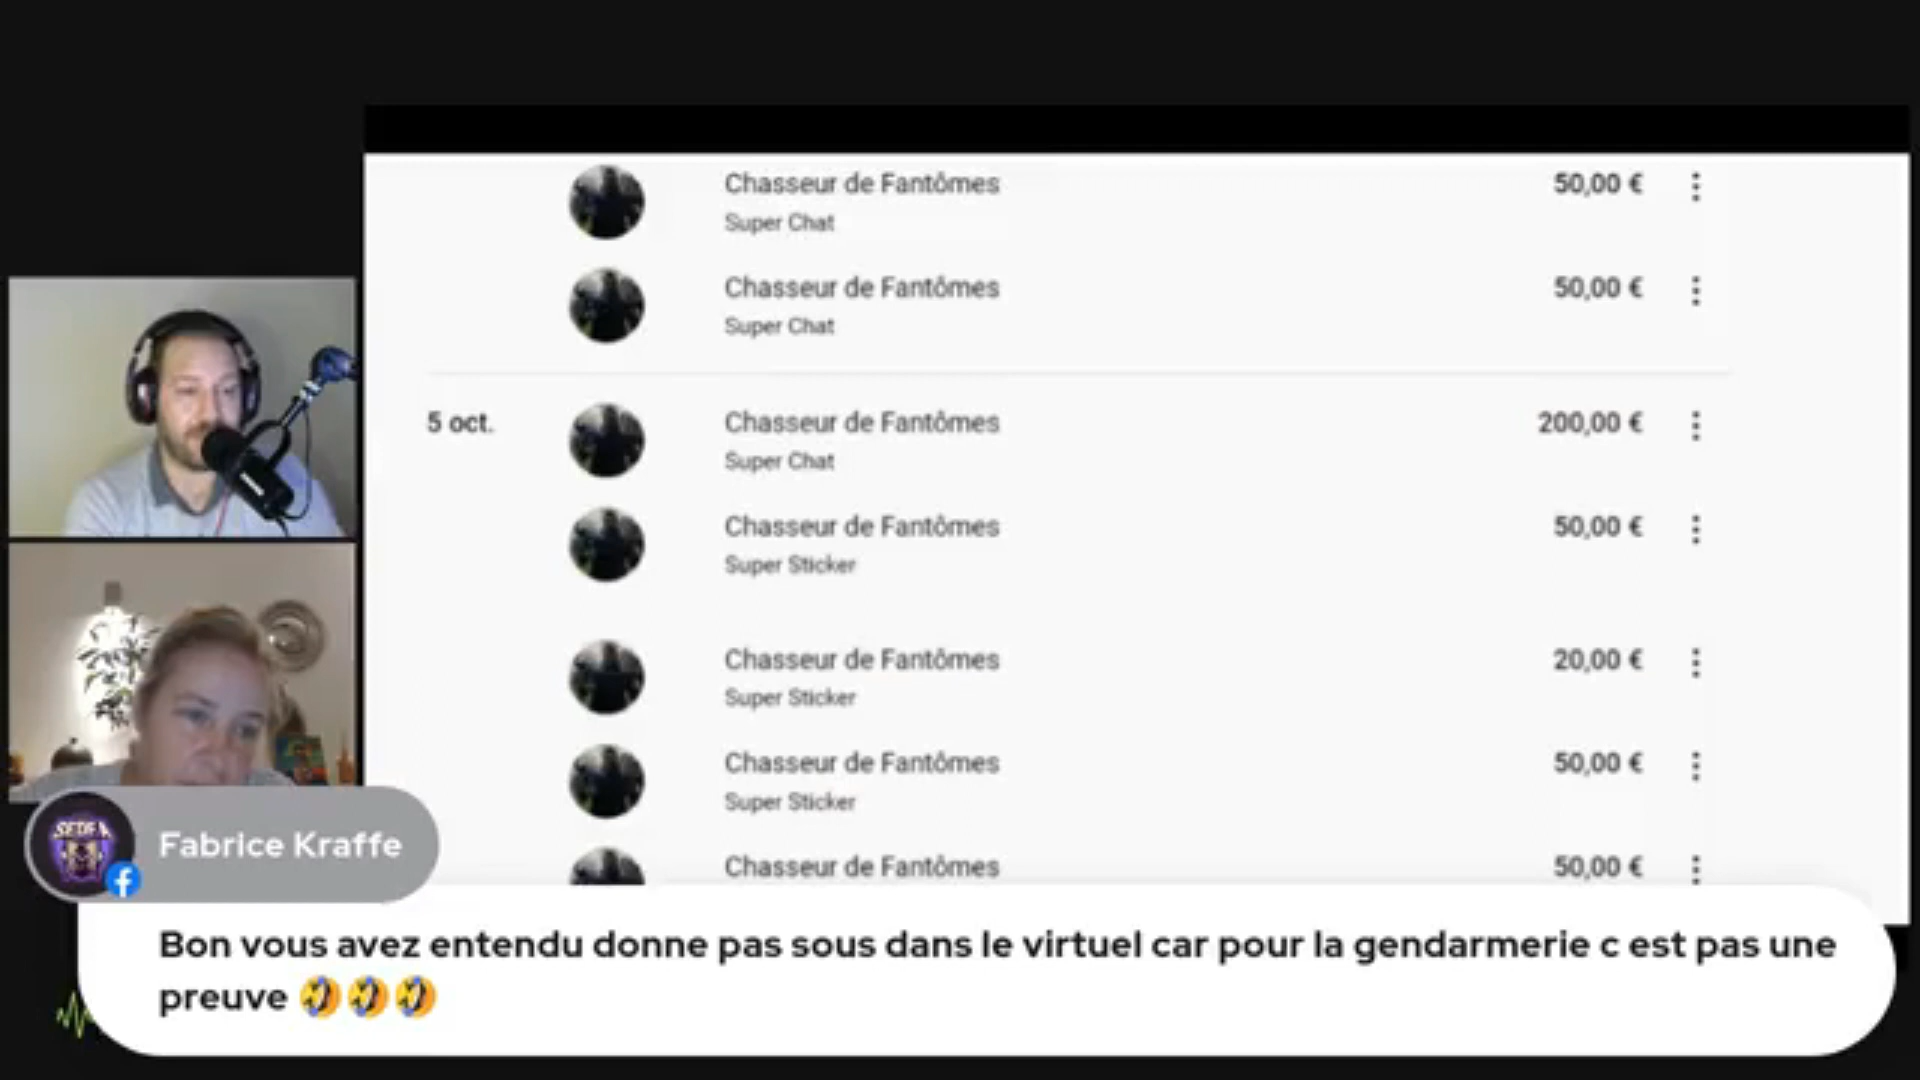 Chasseur de Fantômes 50,00 €
Super Chat
Chasseur de Fantômes 50,00 €
Super Chat
5 oct. Chasseur de Fantômes 200,00 €
Super Chat
Chasseur de Fantômes 50,00 €
Super Sticker
Chasseur de Fantômes 20,00 €
Super Sticker
Chasseur de Fantômes 50,00 €
Super Sticker
Chasseur de Fantômes 50,00 €
Fabrice Kraffe
Bon vous avez entendu donne pas sous dans le virtuel car pour la gendarmerie c est pas une
preuve 🤣🤣🤣